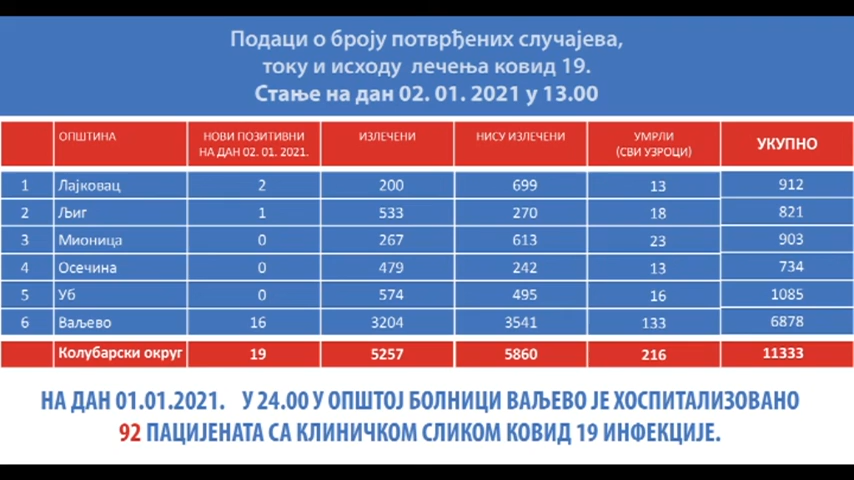 Подаци о броју потврђених случајева,
току и исходу лечења ковид 19.
Стање на дан 02. 01. 2021 у 13.00
ОПШТИНА НОВИ ПОЗИТИВНИ НА ДАН 02. 01. 2021. ИЗЛЕЧЕНИ НИСУ ИЗЛЕЧЕНИ УМРЛИ (СВИ УЗРОЦИ) УКУПНО
1 Лајковац 2 200 699 13 912
2 Љиг 1 533 270 18 821
3 Мионица 0 267 613 23 903
4 Осечина 0 479 242 13 734
5 Уб 0 574 495 16 1085
6 Ваљево 16 3204 3541 133 6878
Колубарски округ 19 5257 5860 216 11333
НА ДАН 01.01.2021. У 24.00 У ОПШТОЈ БОЛНИЦИ ВАЉЕВО ЈЕ ХОСПИТАЛИЗОВАНО
92 ПАЦИЈЕНАТА СА КЛИНИЧКОМ СЛИКОМ КОВИД 19 ИНФЕКЦИЈЕ.